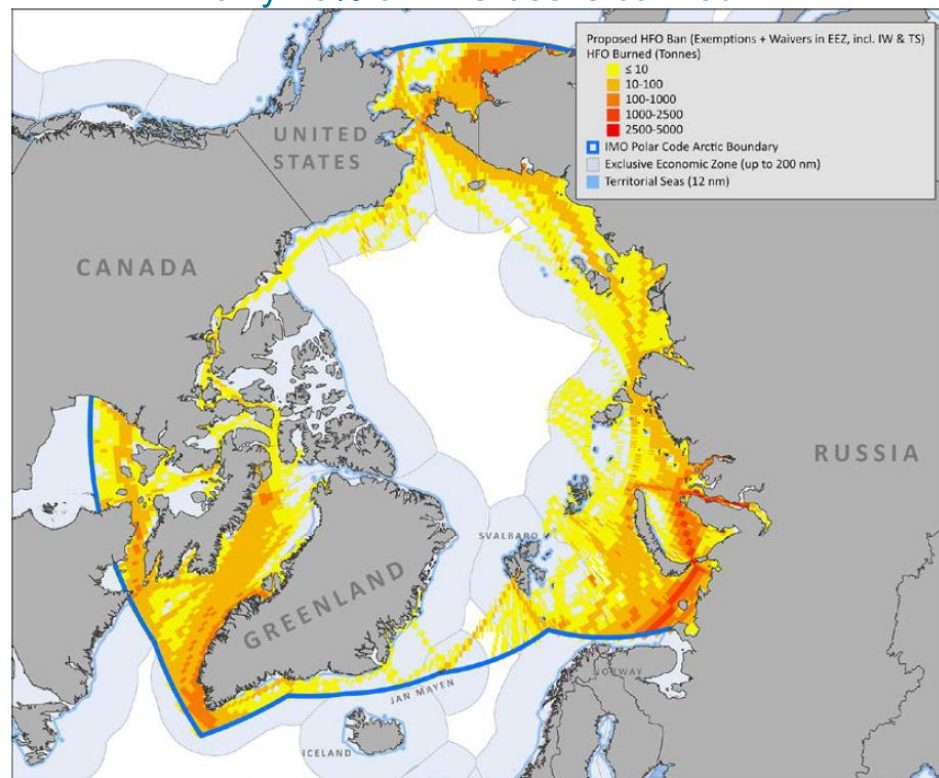 Proposed HFO Ban (Exemptions + Waivers in EEZ, incl. IW & TS)
HFO Burned (Tonnes)
≤ 10
10-100
100-1000
1000-2500
2500-5000
IMO Polar Code Arctic Boundary
Exclusive Economic Zone (up to 200 nm)
Territorial Seas (12 nm)
UNITED
STATES
CANADA
RUSSIA
SVALBARD
GREENLAND
NORWAY
JAN MAYEN
ICELAND